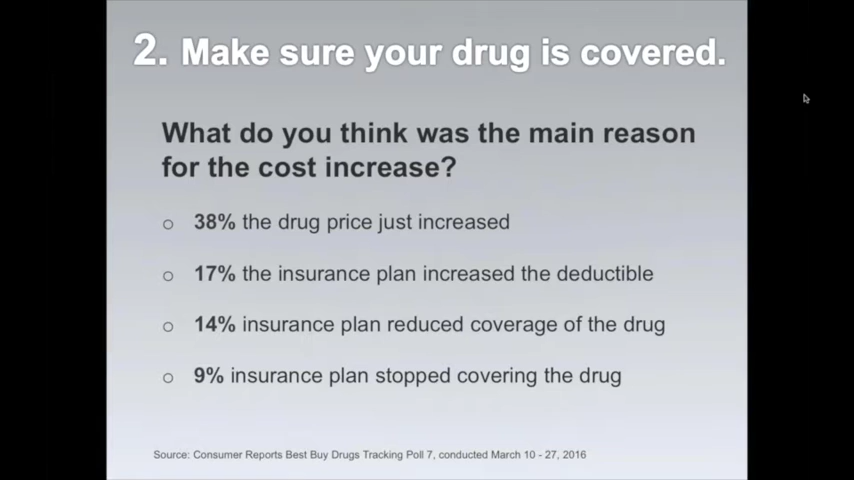 2. Make sure your drug is covered.
What do you think was the main reason
for the cost increase?
○ 38% the drug price just increased
○ 17% the insurance plan increased the deductible
○ 14% insurance plan reduced coverage of the drug
○ 9% insurance plan stopped covering the drug
Source: Consumer Reports Best Buy Drugs Tracking Poll 7, conducted March 10 - 27, 2016